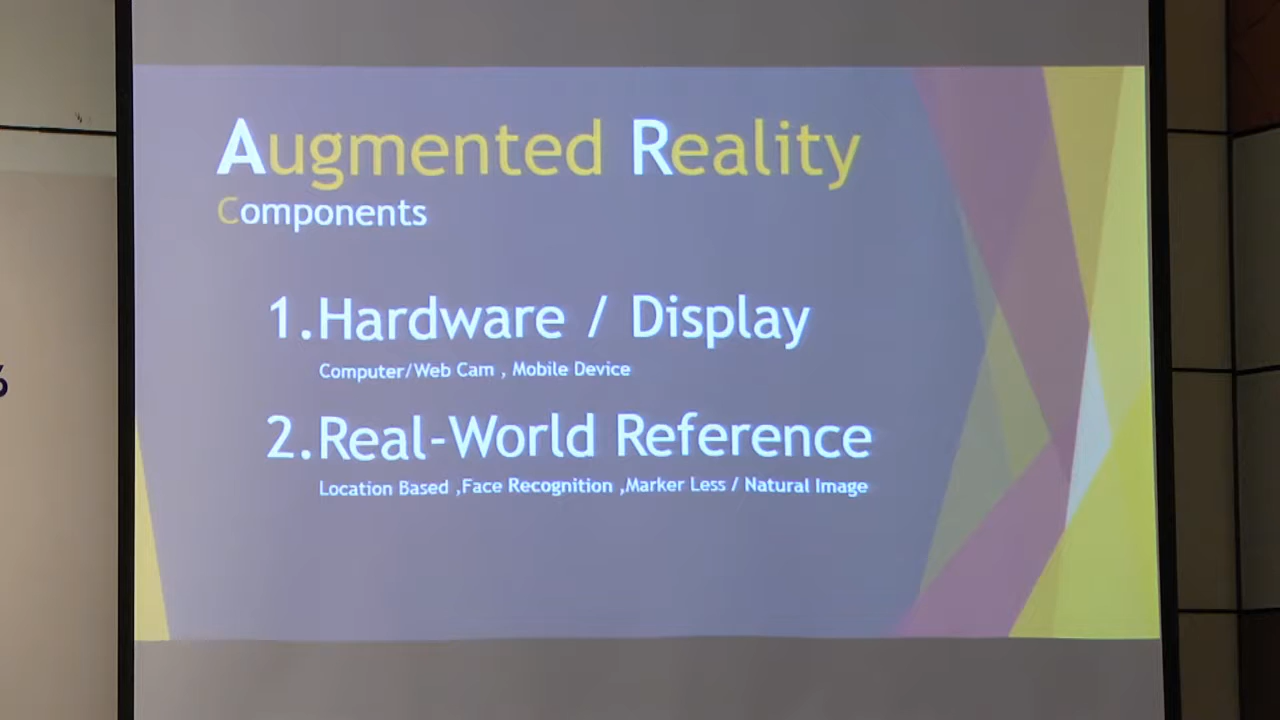 Augmented Reality
Components
1.Hardware / Display
Computer/Web Cam , Mobile Device
2.Real-World Reference
Location Based ,Face Recognition ,Marker Less / Natural Image